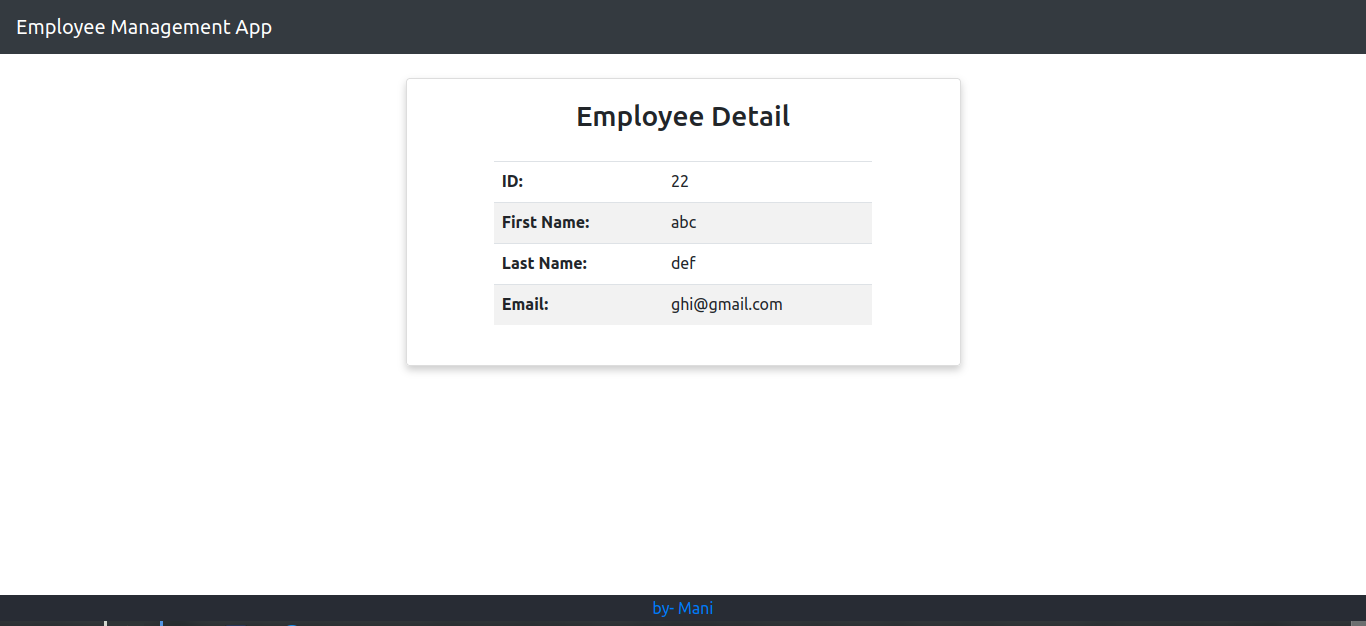 Employee Management App
Employee Detail
ID: 22
First Name: abc
Last Name: def
Email: ghi@gmail.com
by- Mani